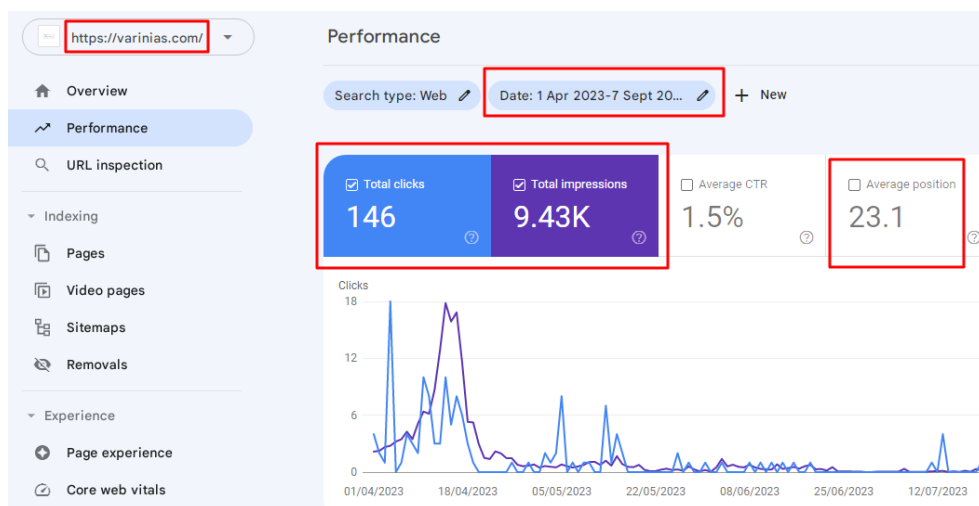 https://varinias.com/
Overview
Performance
URL inspection
Indexing
Pages
Video pages
Sitemaps
Removals
Experience
Page experience
Core web vitals
Performance
Search type: Web
Date: 1 Apr 2023-7 Sept 20...
+ New
Total clicks
146
Total impressions
9.43K
Average CTR
1.5%
Average position
23.1
Clicks
18
12
6
0
01/04/2023
18/04/2023
05/05/2023
22/05/2023
08/06/2023
25/06/2023
12/07/2023